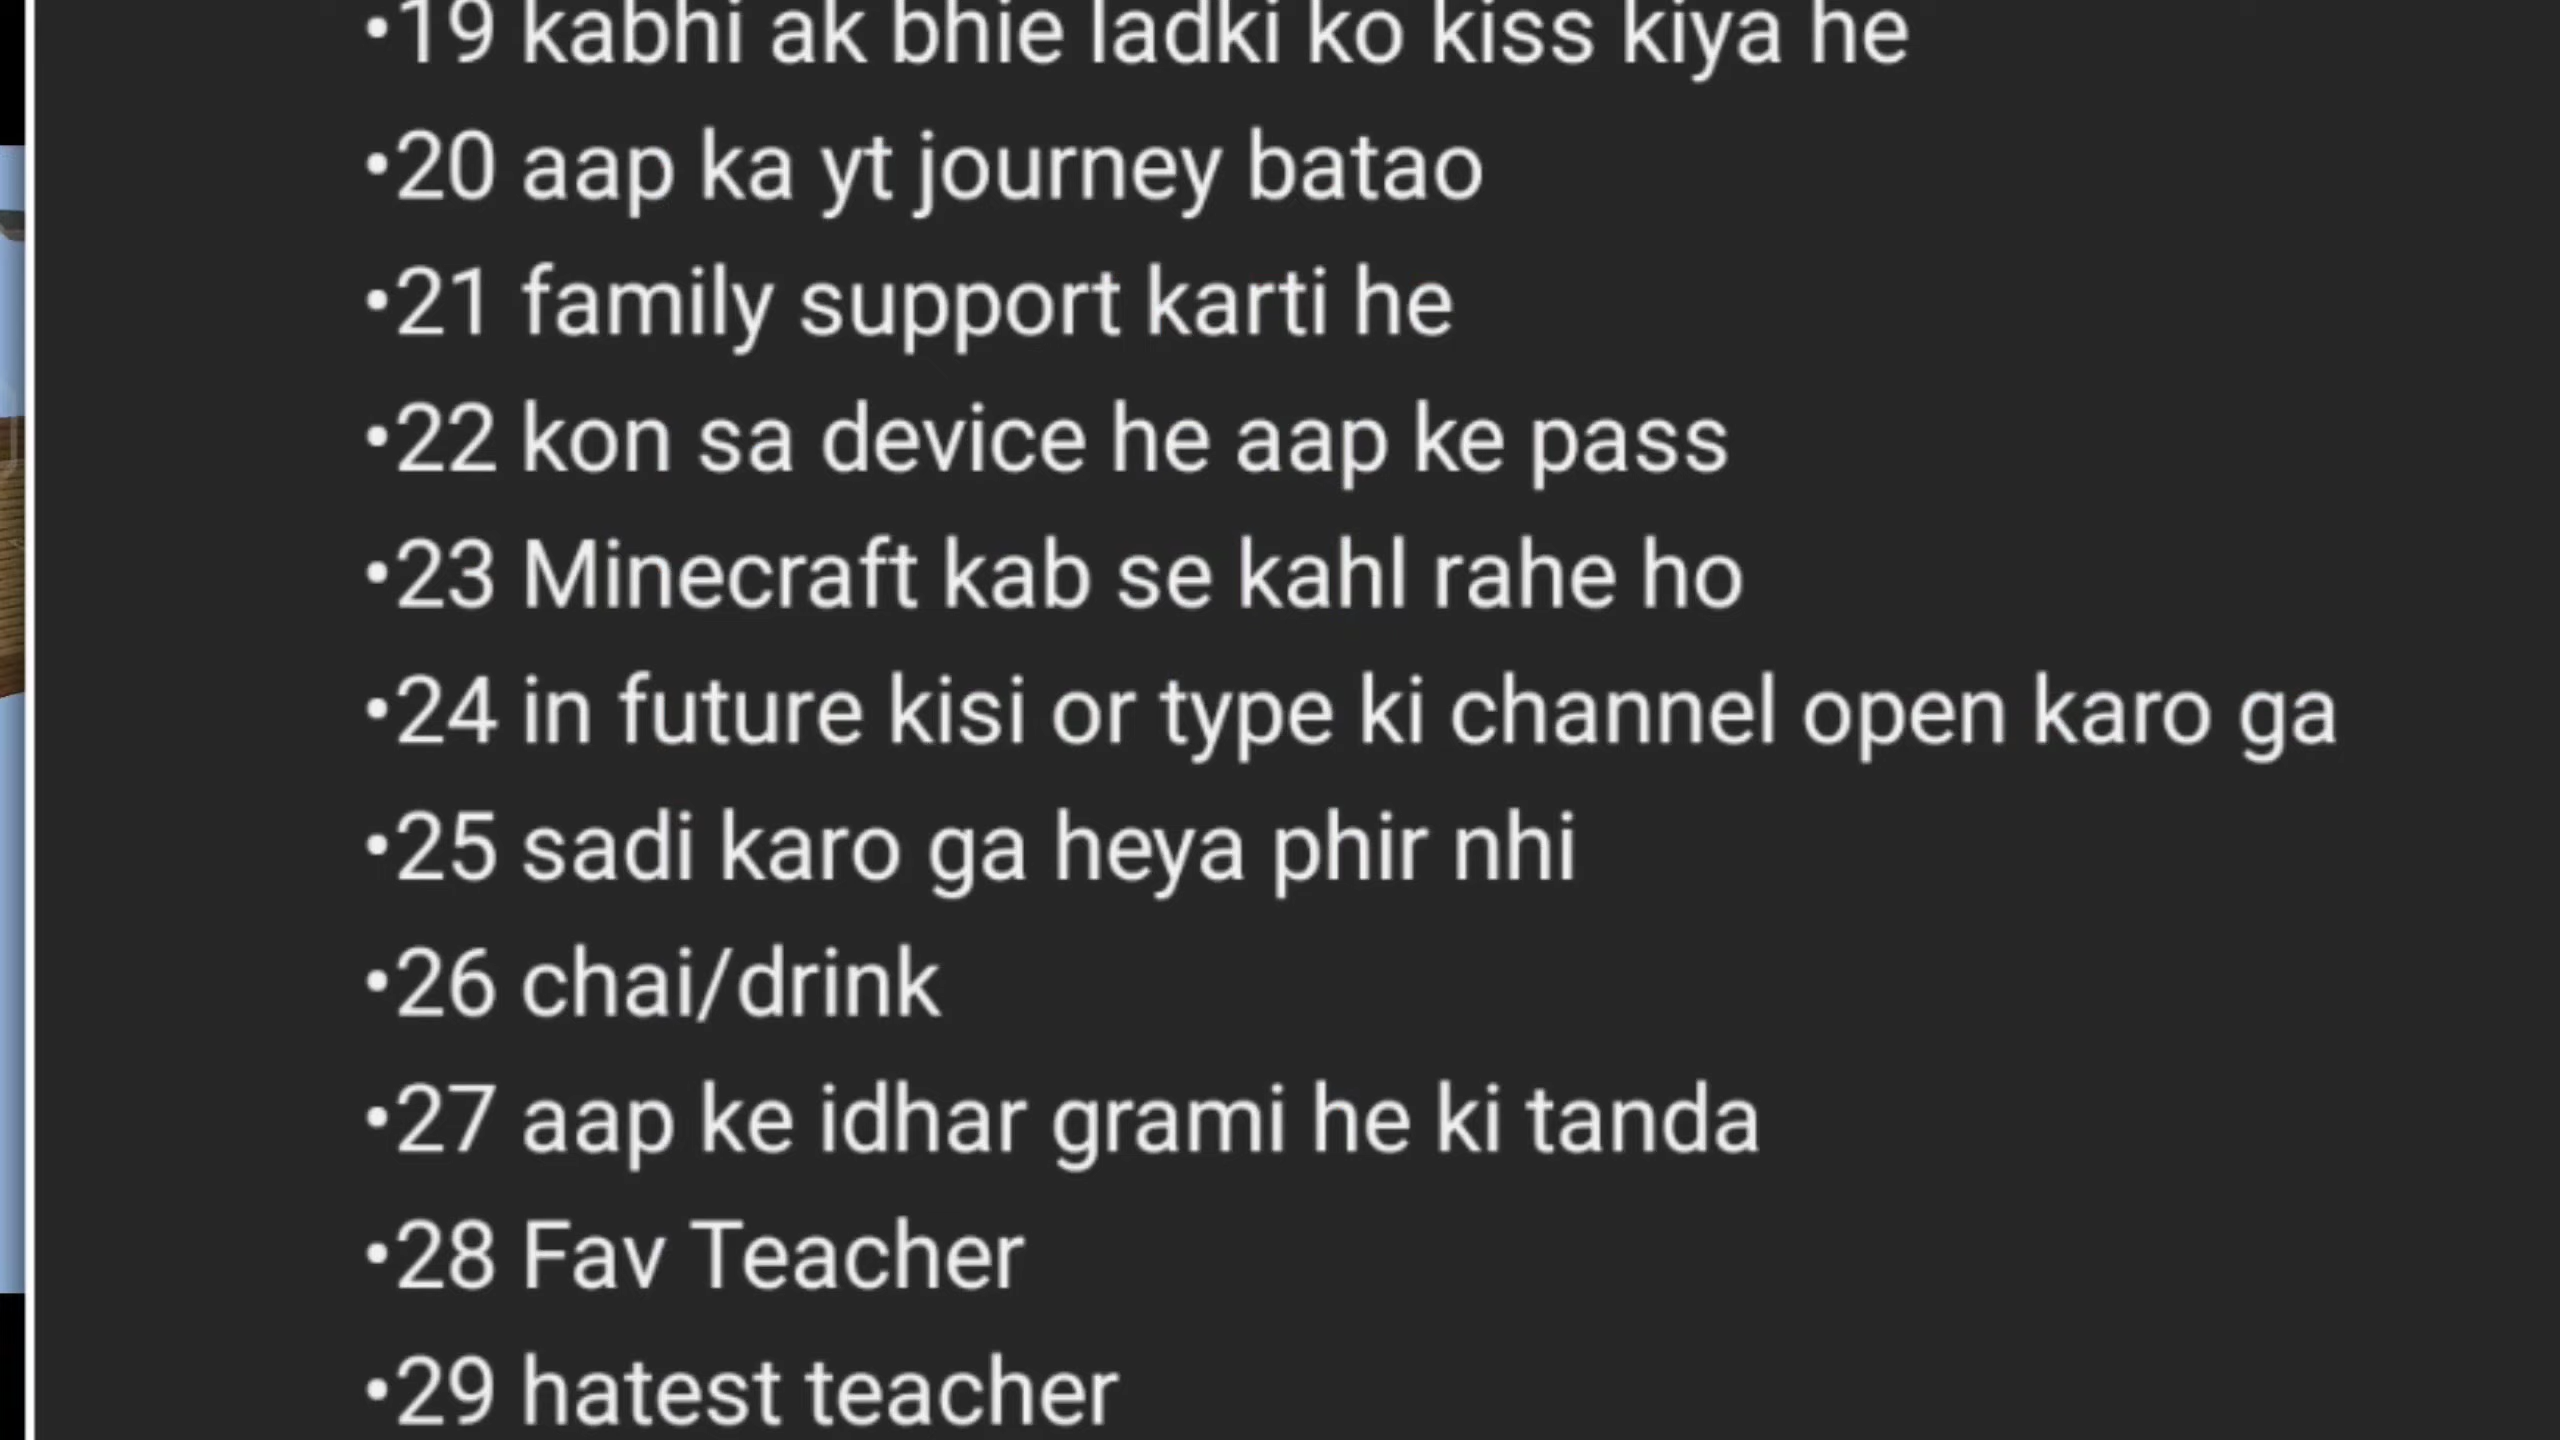 •19 kabhi ak bhie ladki ko kiss kiya he
•20 aap ka yt journey batao
•21 family support karti he
•22 kon sa device he aap ke pass
•23 Minecraft kab se kahl rahe ho
•24 in future kisi or type ki channel open karo ga
•25 sadi karo ga heya phir nhi
•26 chai/drink
•27 aap ke idhar grami he ki tanda
•28 Fav Teacher
•29 hatest teacher